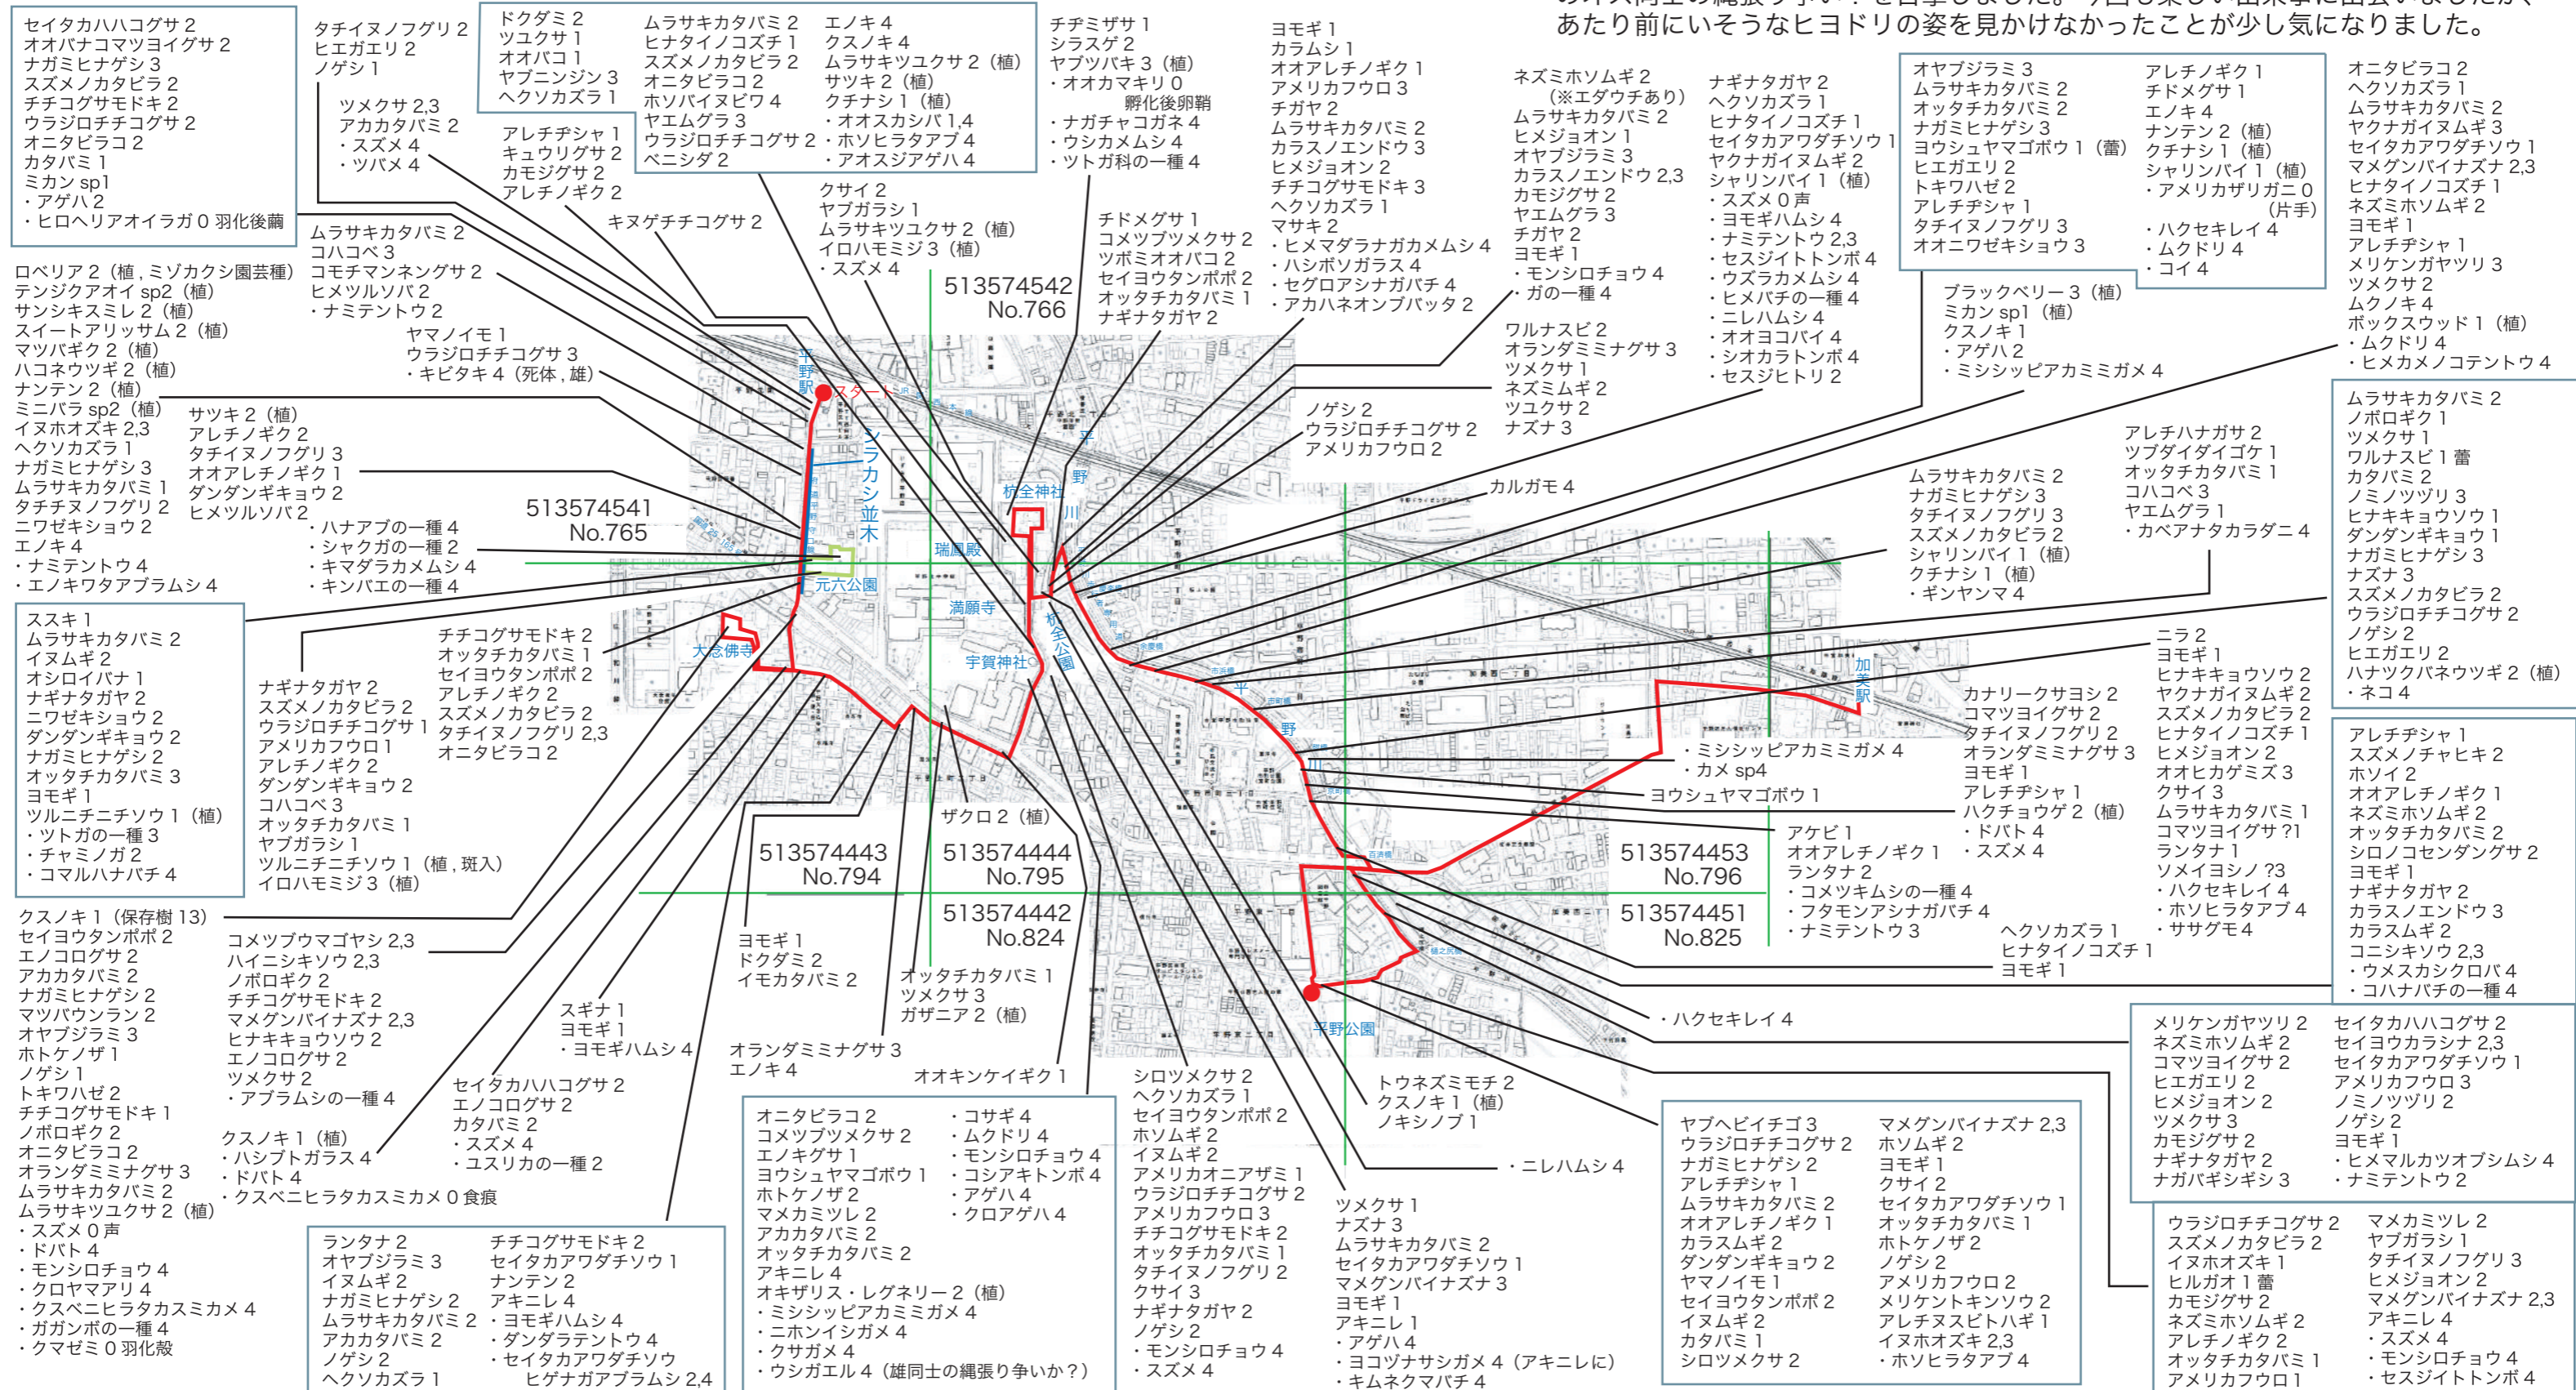 あたり前にいそうなヒヨドリの姿を見かけなかったことが少し気になりました。
セイタカハハコグサ 2
オオバナコマツヨイグサ 2
ナガミヒナゲシ 3
スズメノカタビラ 2
チチコグサモドキ 2
ウラジロチチコグサ 2
オニタビラコ 2
カタバミ 1
ミカン sp1
・アゲハ 2
・ヒロヘリアオイラガ 0 羽化後繭
タチイヌノフグリ 2
ヒエガエリ 2
ノゲシ 1
ツメクサ 2,3
アカカタバミ 2
・スズメ 4
・ツバメ 4
ドクダミ 2
ツユクサ 1
オオバコ 1
ヤブニンジン 3
ヘクソカズラ 1
ムラサキカタバミ 2
ヒナタイノコズチ 1
スズメノカタビラ 2
オニタビラコ 2
ホソバイヌビワ 4
ヤエムグラ 3
ウラジロチチコグサ 2
ベニシダ 2
エノキ 4
クスノキ 4
ムラサキツユクサ 2（植）
サツキ 2（植）
クチナシ 1（植）
・オオスカシバ 1,4
・ホソヒラタアブ 4
・アオスジアゲハ 4
アレチヂシャ 1
キュウリグサ 2
カモジグサ 2
アレチノギク 2
キヌゲチチコグサ 2
クサイ 2
ヤブガラシ 1
ムラサキツユクサ 2（植）
イロハモミジ 3（植）
・スズメ 4
チヂミザサ 1
シラスゲ 2
ヤブツバキ 3（植）
・オオカマキリ 0
孵化後卵鞘
・ナガチャコガネ 4
・ウシカメムシ 4
・ツトガ科の一種 4
チドメグサ 1
コメツブツメクサ 2
ツボミオオバコ 2
セイヨウタンポポ 2
オッタチカタバミ 1
ナギナタガヤ 2
ヨモギ 1
カラムシ 1
オオアレチノギク 1
アメリカフウロ 3
チガヤ 2
ムラサキカタバミ 2
カラスノエンドウ 3
ヒメジョオン 2
チチコグサモドキ 3
ヘクソカズラ 1
マサキ 2
・ヒメマダラナガカメムシ 4
・ハシボソガラス 4
・セグロアシナガバチ 4
・アカハネオンブバッタ 2
ネズミホソムギ 2
（※エダウチあり）
ムラサキカタバミ 2
ヒメジョオン 1
オヤブジラミ 3
カラスノエンドウ 2,3
カモジグサ 2
ヤエムグラ 3
チガヤ 2
ヨモギ 1
・モンシロチョウ 4
・ガの一種 4
ワルナスビ 2
オランダミミナグサ 3
ツメクサ 1
ネズミムギ 2
ツユクサ 2
ナズナ 3
ノゲシ 2
ウラジロチチコグサ 2
アメリカフウロ 2
ナギナタガヤ 2
ヘクソカズラ 1
ヒナタイノコズチ 1
セイタカアワダチソウ 1
ヤクナガイヌムギ 2
シャリンバイ 1（植）
・スズメ 0 声
・ヨモギハムシ 4
・ナミテントウ 2,3
・セスジイトトンボ 4
・ウズラカメムシ 4
・ヒメバチの一種 4
・ニレハムシ 4
・オオヨコバイ 4
・シオカラトンボ 4
・セスジヒトリ 2
オヤブジラミ 3
ムラサキカタバミ 2
オッタチカタバミ 2
ナガミヒナゲシ 3
ヨウシュヤマゴボウ 1（蕾）
ヒエガエリ 2
トキワハゼ 2
アレチヂシャ 1
タチイヌノフグリ 3
オオニワゼキショウ 3
アレチノギク 1
チドメグサ 1
エノキ 4
ナンテン 2（植）
クチナシ 1（植）
シャリンバイ 1（植）
・アメリカザリガニ 0
（片手）
・ハクセキレイ 4
・ムクドリ 4
・コイ 4
ブラックベリー 3（植）
ミカン sp1（植）
クスノキ 1
・アゲハ 2
・ミシシッピアカミミガメ 4
オニタビラコ 2
ヘクソカズラ 1
ムラサキカタバミ 2
ヤクナガイヌムギ 3
セイタカアワダチソウ 1
マメグンバイナズナ 2,3
ヒナタイノコズチ 1
ネズミホソムギ 2
ヨモギ 1
アレチヂシャ 1
メリケンガヤツリ 3
ツメクサ 2
ムクノキ 4
ボックスウッド 1（植）
・ムクドリ 4
・ヒメカメノコテントウ 4
ロベリア 2（植 , ミゾカクシ園芸種）
テンジクアオイ sp2（植）
サンシキスミレ 2（植）
スイートアリッサム 2（植）
マツバギク 2（植）
ハコネウツギ 2（植）
ナンテン 2（植）
ミニバラ sp2（植）
イヌホオズキ 2,3
ヘクソカズラ 1
ナガミヒナゲシ 3
ムラサキカタバミ 1
タチチヌノフグリ 2
ニワゼキショウ 2
エノキ 4
・ナミテントウ 4
・エノキワタアブラムシ 4
ムラサキカタバミ 2
コハコベ 3
コモチマンネングサ 2
ヒメツルソバ 2
・ナミテントウ 2
ヤマノイモ 1
ウラジロチチコグサ 3
・キビタキ 4（死体 , 雄）
サツキ 2（植）
アレチノギク 2
タチイヌノフグリ 3
オオアレチノギク 1
ダンダンギキョウ 2
ヒメツルソバ 2
・ハナアブの一種 4
・シャクガの一種 2
・キマダラカメムシ 4
・キンバエの一種 4
513574541
No.765
513574542
No.766
平野駅
スタート
シラカシ並木
元六公園
杭全神社
瑞鳳殿
満願寺
宇賀神社
杭全公園
大念佛寺
平野川
平野川
加美駅
平野公園
カルガモ 4
ムラサキカタバミ 2
ナガミヒナゲシ 3
タチイヌノフグリ 3
スズメノカタビラ 2
シャリンバイ 1（植）
クチナシ 1（植）
・ギンヤンマ 4
アレチハナガサ 2
ツブダイダイゴケ 1
オッタチカタバミ 1
コハコベ 3
ヤエムグラ 1
・カベアナタカラダニ 4
ムラサキカタバミ 2
ノボロギク 1
ツメクサ 1
ワルナスビ 1 蕾
カタバミ 2
ノミノツヅリ 3
ヒナキキョウソウ 1
ダンダンギキョウ 1
ナガミヒナゲシ 3
ナズナ 3
スズメノカタビラ 2
ウラジロチチコグサ 2
ノゲシ 2
ヒエガエリ 2
ハナツクバネウツギ 2（植）
・ネコ 4
ススキ 1
ムラサキカタバミ 2
イヌムギ 2
オシロイバナ 1
ナギナタガヤ 2
ニワゼキショウ 2
ダンダンギキョウ 2
ナガミヒナゲシ 2
オッタチカタバミ 3
ヨモギ 1
ツルニチニチソウ 1（植）
・ツトガの一種 3
・チャミノガ 2
・コマルハナバチ 4
ナギナタガヤ 2
スズメノカタビラ 2
ウラジロチチコグサ 1
アメリカフウロ 1
アレチノギク 2
ダンダンギキョウ 2
コハコベ 3
オッタチカタバミ 1
ヤブガラシ 1
ツルニチニチソウ 1（植 , 斑入）
イロハモミジ 3（植）
チチコグサモドキ 2
オッタチカタバミ 1
セイヨウタンポポ 2
アレチノギク 2
スズメノカタビラ 2
タチイヌノフグリ 2,3
オニタビラコ 2
ザクロ 2（植）
513574443
No.794
513574444
No.795
513574442
No.824
513574453
No.796
513574451
No.825
・ミシシッピアカミミガメ 4
・カメ sp4
ヨウシュヤマゴボウ 1
アケビ 1
オオアレチノギク 1
ランタナ 2
・コメツキムシの一種 4
・フタモンアシナガバチ 4
・ナミテントウ 3
カナリークサヨシ 2
コマツヨイグサ 2
タチイヌノフグリ 2
オランダミミナグサ 3
ヨモギ 1
アレチヂシャ 1
ハクチョウゲ 2（植）
・ドバト 4
・スズメ 4
ニラ 2
ヨモギ 1
ヒナキキョウソウ 2
ヤクナガイヌムギ 2
スズメノカタビラ 2
ヒナタイノコズチ 1
ヒメジョオン 2
オオヒカゲミズ 3
クサイ 3
ムラサキカタバミ 1
コマツヨイグサ ?1
ランタナ 1
ソメイヨシノ ?3
・ハクセキレイ 4
・ホソヒラタアブ 4
・ササグモ 4
ヘクソカズラ 1
ヒナタイノコズチ 1
ヨモギ 1
アレチヂシャ 1
スズメノチャヒキ 2
ホソイ 2
オオアレチノギク 1
ネズミホソムギ 2
オッタチカタバミ 2
シロノコセンダングサ 2
ヨモギ 1
ナギナタガヤ 2
カラスノエンドウ 3
カラスムギ 2
コニシキソウ 2,3
・ウメスカシクロバ 4
・コハナバチの一種 4
クスノキ 1（保存樹 13）
セイヨウタンポポ 2
エノコログサ 2
アカカタバミ 2
ナガミヒナゲシ 2
マツバウンラン 2
オヤブジラミ 3
ホトケノザ 1
ノゲシ 1
トキワハゼ 2
チチコグサモドキ 1
ノボロギク 2
オニタビラコ 2
オランダミミナグサ 3
ムラサキカタバミ 2
ムラサキツユクサ 2（植）
・スズメ 0 声
・ドバト 4
・モンシロチョウ 4
・クロヤマアリ 4
・クスベニヒラタカスミカメ 4
・ガガンボの一種 4
・クマゼミ 0 羽化殻
コメツブウマゴヤシ 2,3
ハイニシキソウ 2,3
ノボロギク 2
チチコグサモドキ 2
マメグンバイナズナ 2,3
ヒナキキョウソウ 2
エノコログサ 2
ツメクサ 2
・アブラムシの一種 4
クスノキ 1（植）
・ハシブトガラス 4
・ドバト 4
・クスベニヒラタカスミカメ 0 食痕
セイタカハハコグサ 2
エノコログサ 2
カタバミ 2
・スズメ 4
・ユスリカの一種 2
スギナ 1
ヨモギ 1
・ヨモギハムシ 4
ヨモギ 1
ドクダミ 2
イモカタバミ 2
オッタチカタバミ 1
ツメクサ 3
ガザニア 2（植）
オランダミミナグサ 3
エノキ 4
オオキンケイギク 1
ランタナ 2
オヤブジラミ 3
イヌムギ 2
ナガミヒナゲシ 2
ムラサキカタバミ 2
アカカタバミ 2
ノゲシ 2
ヘクソカズラ 1
チチコグサモドキ 2
セイタカアワダチソウ 1
ナンテン 2
アキニレ 4
・ヨモギハムシ 4
・ダンダラテントウ 4
・セイタカアワダチソウ
ヒゲナガアブラムシ 2,4
オニタビラコ 2
コメツブツメクサ 2
エノキグサ 1
ヨウシュヤマゴボウ 1
ホトケノザ 2
マメカミツレ 2
アカカタバミ 2
オッタチカタバミ 2
アキニレ 4
オキザリス・レグネリー 2（植）
・ミシシッピアカミミガメ 4
・ニホンイシガメ 4
・クサガメ 4
・ウシガエル 4（雄同士の縄張り争いか？）
・コサギ 4
・ムクドリ 4
・モンシロチョウ 4
・コシアキトンボ 4
・アゲハ 4
・クロアゲハ 4
シロツメクサ 2
ヘクソカズラ 1
セイヨウタンポポ 2
ホソムギ 2
イヌムギ 2
アメリカオニアザミ 1
ウラジロチチコグサ 2
アメリカフウロ 3
チチコグサモドキ 2
オッタチカタバミ 1
タチイヌノフグリ 2
クサイ 3
ナギナタガヤ 2
ノゲシ 2
・モンシロチョウ 4
・スズメ 4
トウネズミモチ 2
クスノキ 1（植）
ノキシノブ 1
・ニレハムシ 4
ツメクサ 1
ナズナ 3
ムラサキカタバミ 2
セイタカアワダチソウ 1
マメグンバイナズナ 3
ヨモギ 1
アキニレ 1
・アゲハ 4
・ヨコヅナサシガメ 4（アキニレに）
・キムネクマバチ 4
・ハクセキレイ 4
ヤブヘビイチゴ 3
ウラジロチチコグサ 2
ナガミヒナゲシ 2
アレチヂシャ 1
ムラサキカタバミ 2
オオアレチノギク 1
カラスムギ 2
ダンダンギキョウ 2
ヤマノイモ 1
セイヨウタンポポ 2
イヌムギ 2
カタバミ 1
シロツメクサ 2
マメグンバイナズナ 2,3
ホソムギ 2
ヨモギ 1
クサイ 2
セイタカアワダチソウ 1
オッタチカタバミ 1
ホトケノザ 2
ノゲシ 2
アメリカフウロ 2
メリケントキンソウ 2
アレチヌスビトハギ 1
イヌホオズキ 2,3
・ホソヒラタアブ 4
メリケンガヤツリ 2
ネズミホソムギ 2
コマツヨイグサ 2
ヒエガエリ 2
ヒメジョオン 2
ツメクサ 3
カモジグサ 2
ナギナタガヤ 2
ナガバギシギシ 3
セイタカハハコグサ 2
セイヨウカラシナ 2,3
セイタカアワダチソウ 1
アメリカフウロ 3
ノミノツヅリ 2
ノゲシ 2
ヨモギ 1
・ヒメマルカツオブシムシ 4
・ナミテントウ 2
ウラジロチチコグサ 2
スズメノカタビラ 2
イヌホオズキ 1
ヒルガオ 1 蕾
カモジグサ 2
ネズミホソムギ 2
アレチノギク 2
オッタチカタバミ 1
アメリカフウロ 1
マメカミツレ 2
ヤブガラシ 1
タチイヌノフグリ 3
ヒメジョオン 2
マメグンバイナズナ 2,3
アキニレ 4
・スズメ 4
・モンシロチョウ 4
・セスジイトトンボ 4